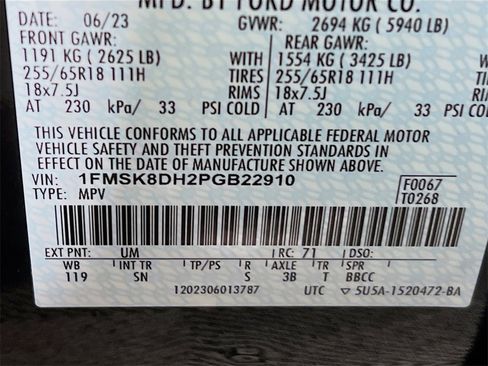 MFD. BY FORD MOTOR CO.
DATE: 06/23 GVWR: 2694 KG ( 5940 LB)
FRONT GAWR: REAR GAWR:
1191 KG ( 2625 LB) WITH 1554 KG ( 3425 LB)
255/65R18 111H TIRES 255/65R18 111H
18x7.5J RIMS 18x7.5J
AT 230 kPa/ 33 PSI COLD AT 230 kPa/ 33 PSI COLD
THIS VEHICLE CONFORMS TO ALL APPLICABLE FEDERAL MOTOR
VEHICLE SAFETY AND THEFT PREVENTION STANDARDS IN
EFFECT ON THE DATE OF MANUFACTURE SHOWN ABOVE.
VIN: 1FMSK8DH2PGB22910 F0067
TYPE: MPV T0268
EXT PNT: UM RC: 71 DSO:
WB INT TR TP/PS R AXLE TR SPR
119 SN S 3B T BBCC
1202306013787 UTC ▽ 5U5A-1520472-BA